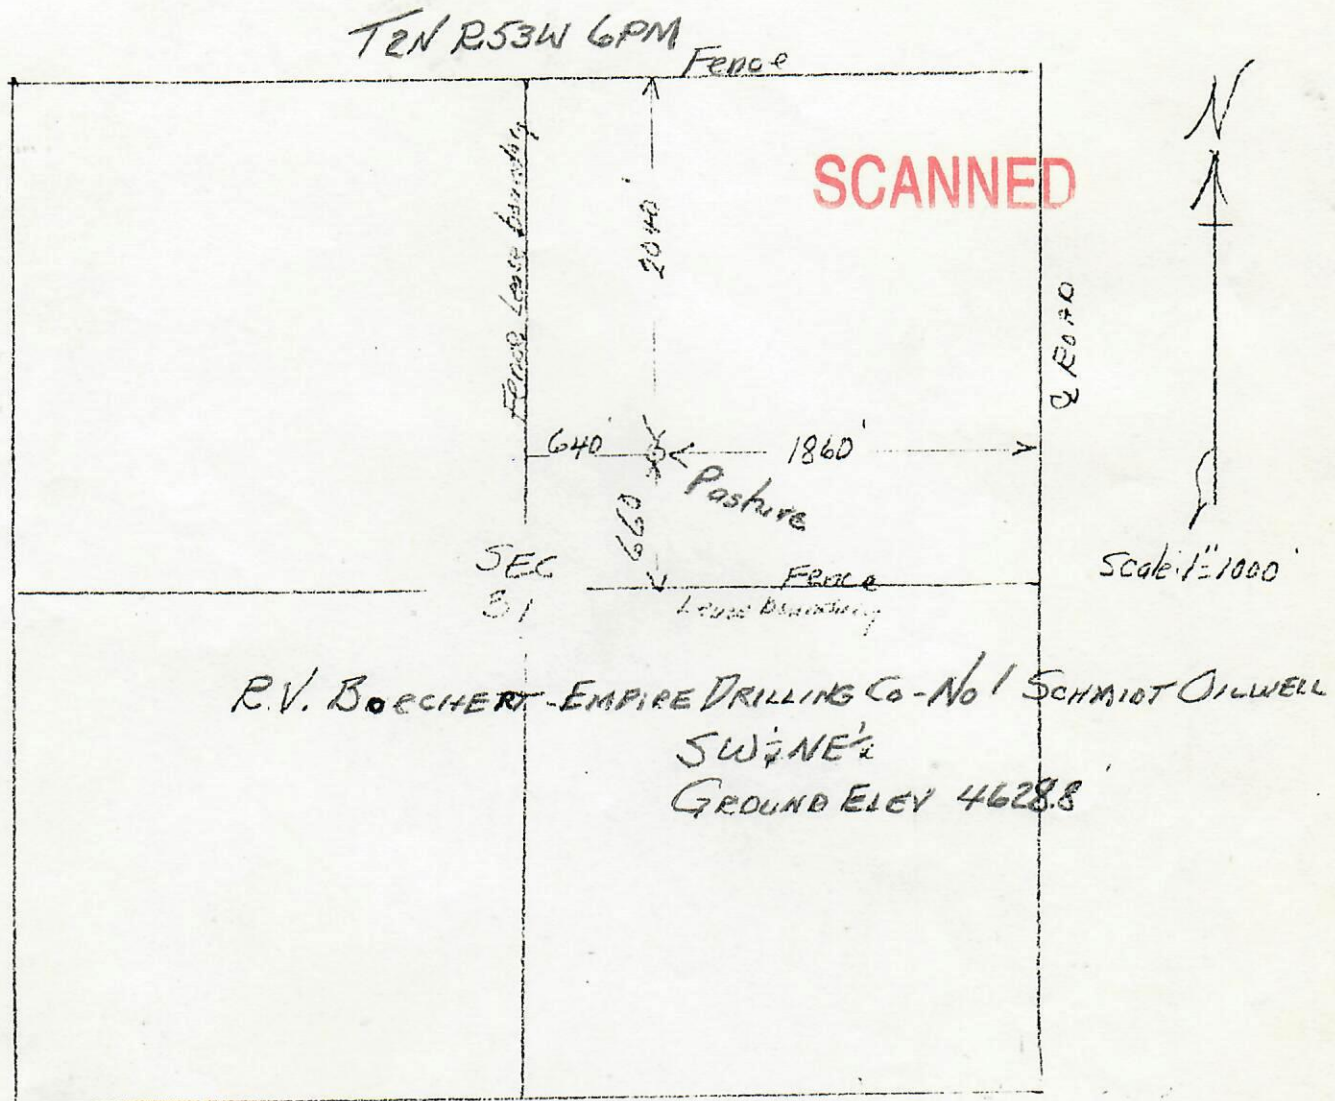 T2N R53W 6PM
Fence
SCANNED
N
Fence Lease boundary
2040'
℄ ROAD
640'
1860'
Pasture
660
SEC
31
Fence
Lease Boundary
Scale: 1"=1000'
R.V. BORCHERT-EMPIRE DRILLING Co-No 1 SCHMIDT OILWELL
SW¼NE¼
GROUND ELEV 4628.8'